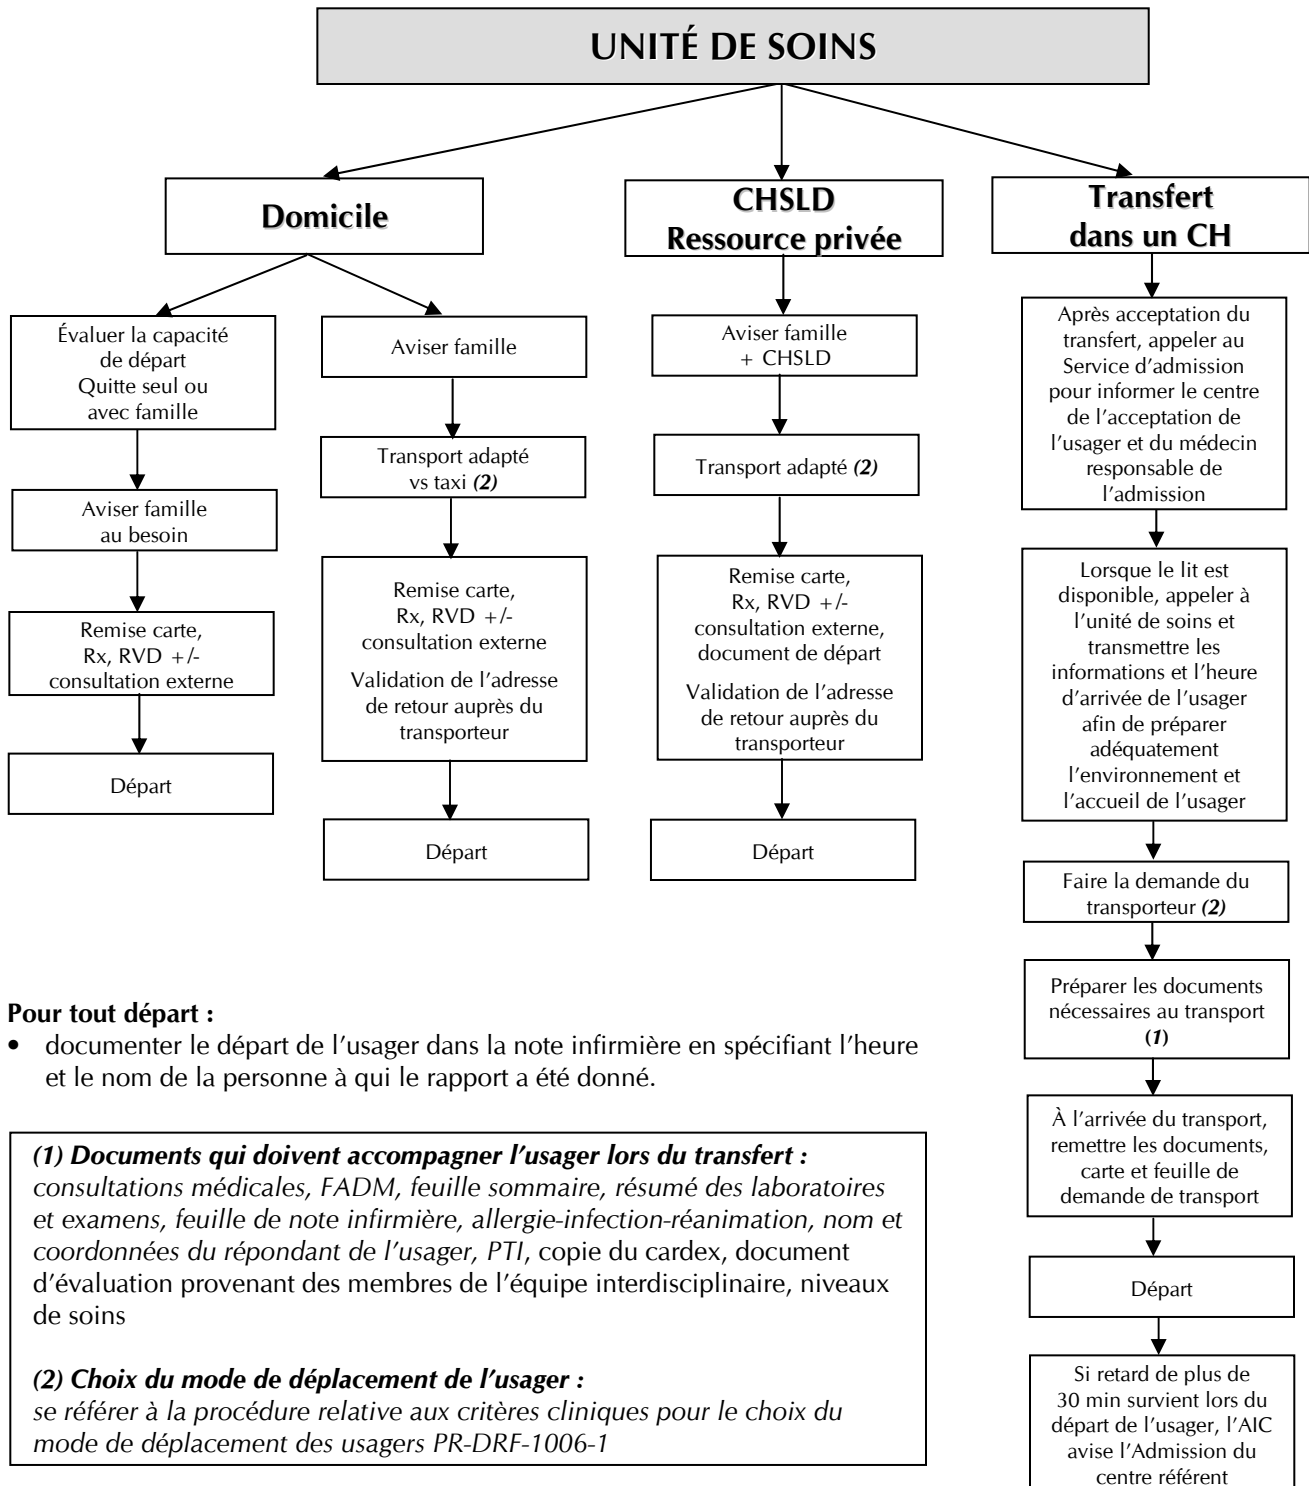 UNITÉ DE SOINS
Domicile
CHSLD
Ressource privée
Transfert
dans un CH
Évaluer la capacité
de départ
Quitte seul ou
avec famille
Aviser famille
au besoin
Remise carte,
Rx, RVD +/-
consultation externe
Départ
Aviser famille
Transport adapté
vs taxi (2)
Remise carte,
Rx, RVD +/-
consultation externe
Validation de l'adresse
de retour auprès du
transporteur
Départ
Aviser famille
+ CHSLD
Transport adapté (2)
Remise carte,
Rx, RVD +/-
consultation externe,
document de départ
Validation de l'adresse
de retour auprès du
transporteur
Départ
Après acceptation du
transfert, appeler au
Service d'admission
pour informer le centre
de l'acceptation de
l'usager et du médecin
responsable de
l'admission
Lorsque le lit est
disponible, appeler à
l'unité de soins et
transmettre les
informations et l'heure
d'arrivée de l'usager
afin de préparer
adéquatement
l'environnement et
l'accueil de l'usager
Faire la demande du
transporteur (2)
Préparer les documents
nécessaires au transport
(1)
À l'arrivée du transport,
remettre les documents,
carte et feuille de
demande de transport
Départ
Si retard de plus de
30 min survient lors du
départ de l'usager, l'AIC
avise l'Admission du
centre référent
Pour tout départ :
• documenter le départ de l'usager dans la note infirmière en spécifiant l'heure
et le nom de la personne à qui le rapport a été donné.
(1) Documents qui doivent accompagner l'usager lors du transfert :
consultations médicales, FADM, feuille sommaire, résumé des laboratoires
et examens, feuille de note infirmière, allergie-infection-réanimation, nom et
coordonnées du répondant de l'usager, PTI, copie du cardex, document
d'évaluation provenant des membres de l'équipe interdisciplinaire, niveaux
de soins
(2) Choix du mode de déplacement de l'usager :
se référer à la procédure relative aux critères cliniques pour le choix du
mode de déplacement des usagers PR-DRF-1006-1